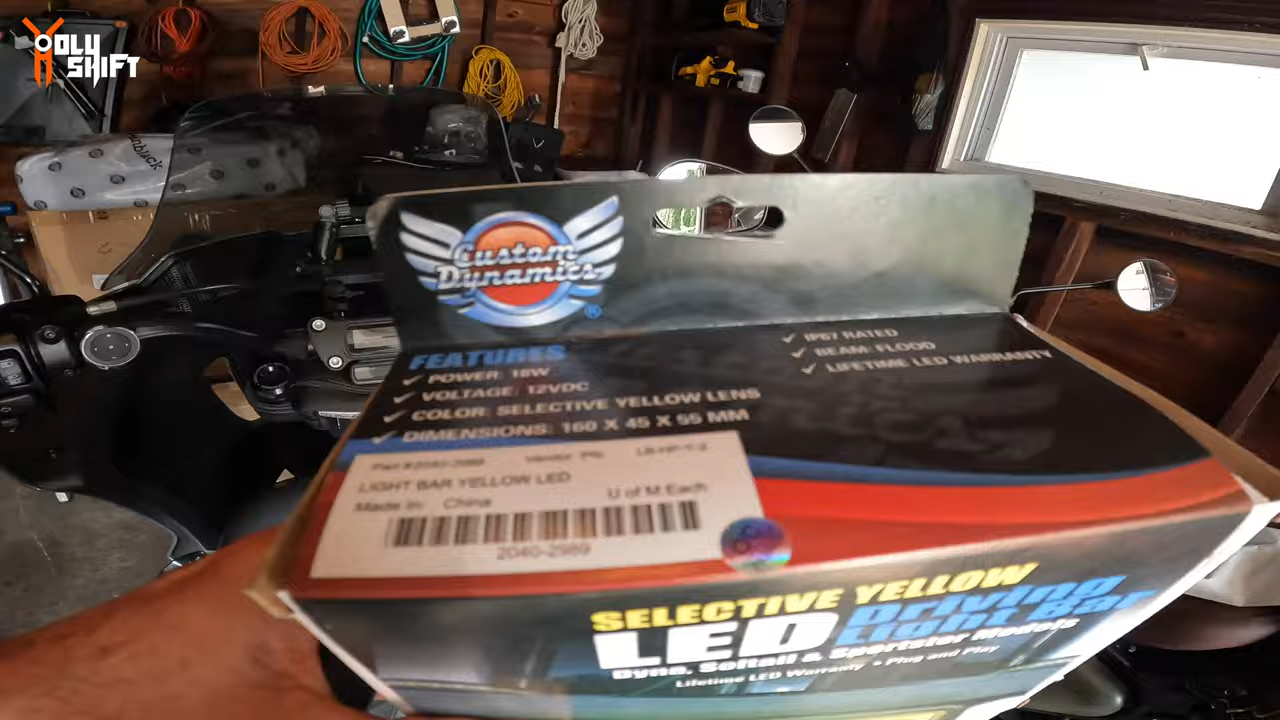 YOLY SHIFT
Custom
Dynamics
®
FEATURES
✓ POWER: 18W
✓ VOLTAGE: 12VDC
✓ COLOR: SELECTIVE YELLOW LENS
✓ DIMENSIONS: 160 X 45 X 55 MM
✓ IP67 RATED
✓ BEAM: FLOOD
✓ LIFETIME LED WARRANTY
Part #:2040-2989 Vendor PN:
LIGHT BAR YELLOW LED
Made In: China U of M:Each
2040-2989
SELECTIVE YELLOW
LED Driving Light Bar
Dyna, Softail & Sportster Models
Lifetime LED Warranty • Plug and Play